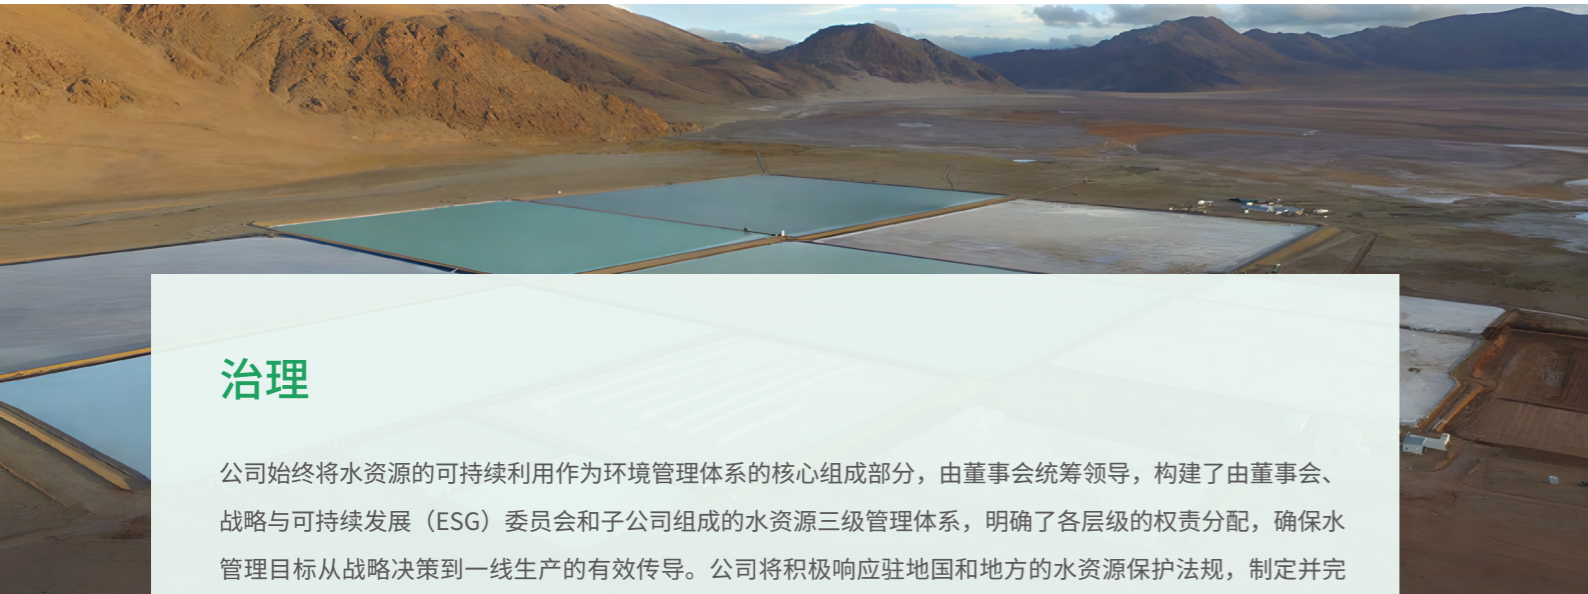 治理
公司始终将水资源的可持续利用作为环境管理体系的核心组成部分，由董事会统筹领导，构建了由董事会、
战略与可持续发展（ESG）委员会和子公司组成的水资源三级管理体系，明确了各层级的权责分配，确保水
管理目标从战略决策到一线生产的有效传导。公司将积极响应驻地国和地方的水资源保护法规，制定并完